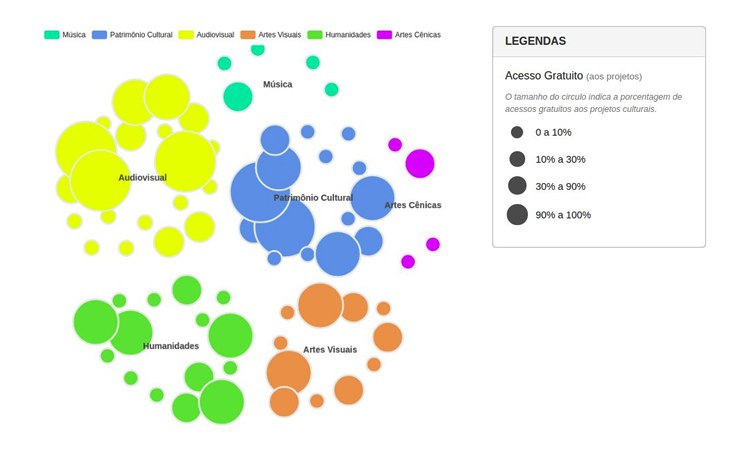 Música Patrimônio Cultural Audiovisual Artes Visuais Humanidades Artes Cênicas
Música
Audiovisual
Patrimônio Cultural
Artes Cênicas
Humanidades
Artes Visuais
LEGENDAS
Acesso Gratuito (aos projetos)
O tamanho do circulo indica a porcentagem de
acessos gratuitos aos projetos culturais.
0 a 10%
10% a 30%
30% a 90%
90% a 100%